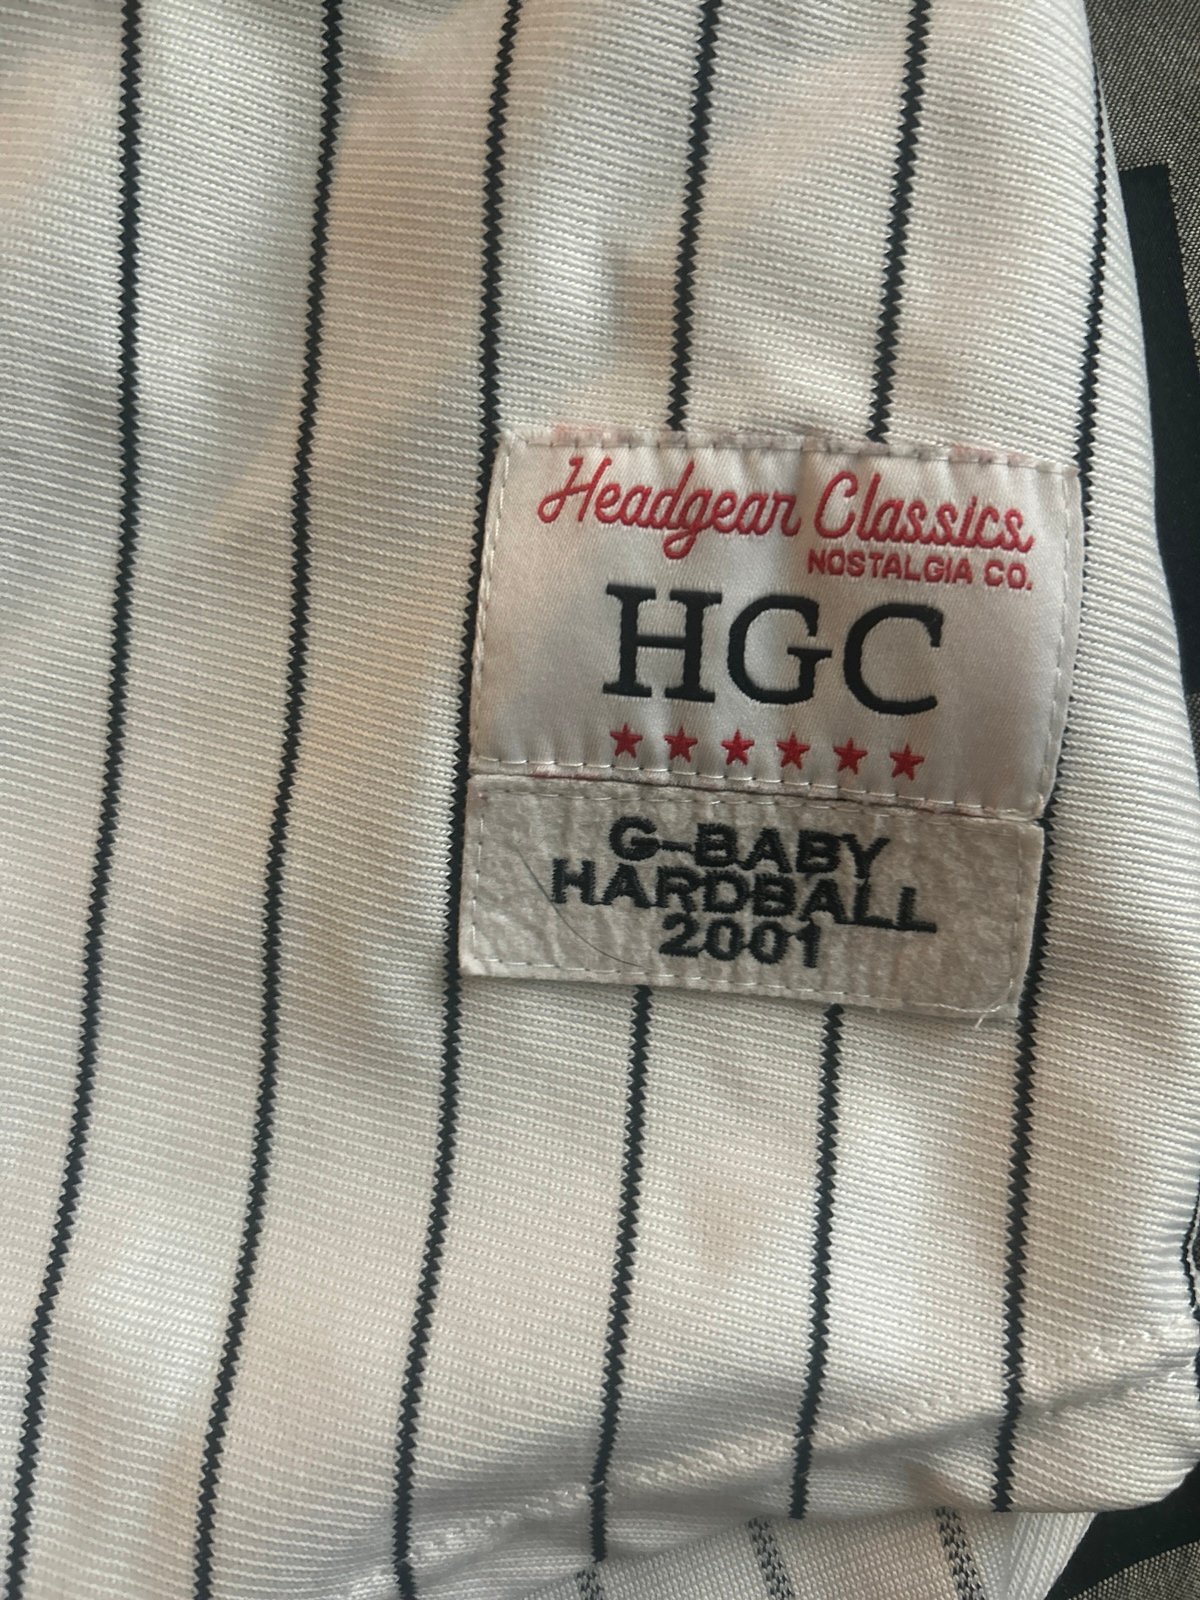 Headgear Classics
NOSTALGIA CO.
HGC
G-BABY
HARDBALL
2001